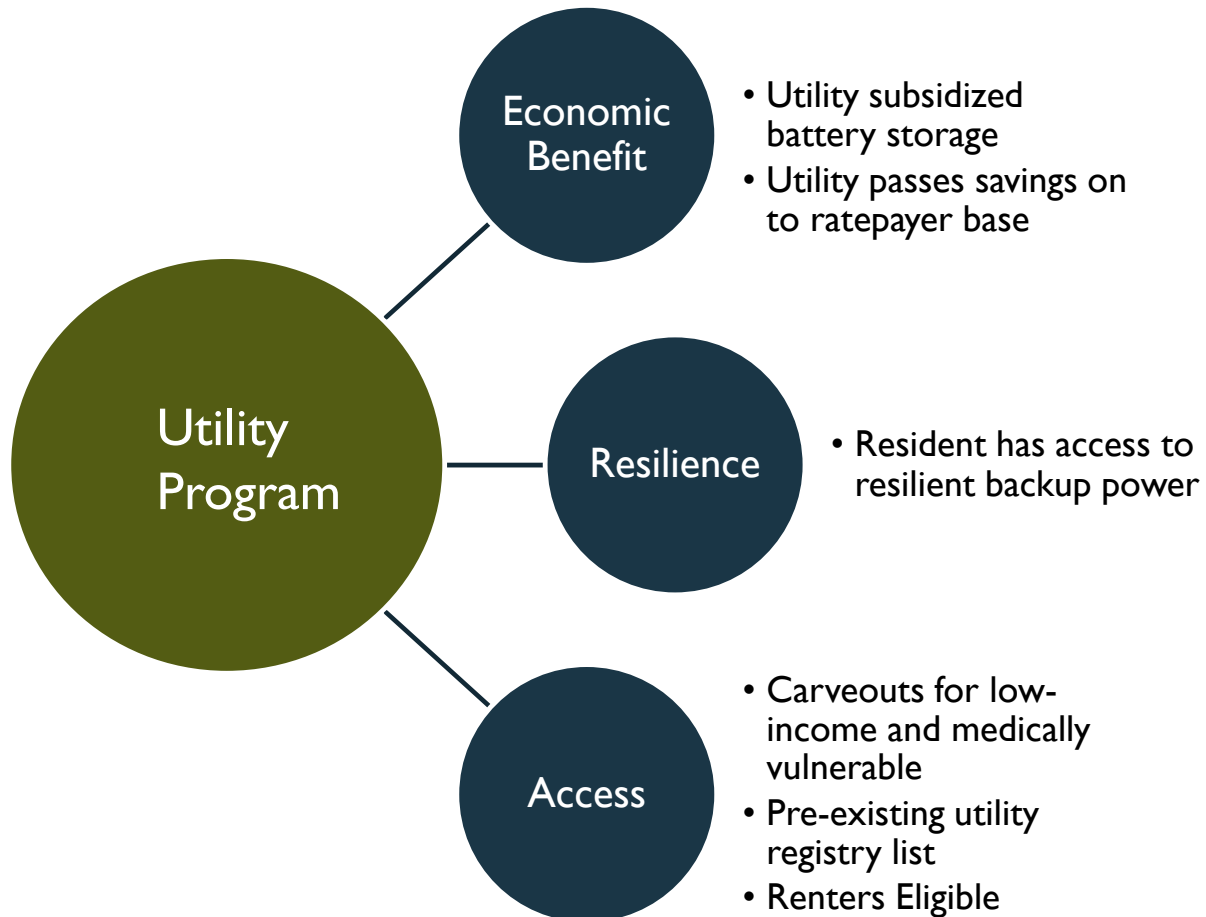 Utility
Program
Economic
Benefit
• Utility subsidized
battery storage
• Utility passes savings on
to ratepayer base
Resilience
• Resident has access to
resilient backup power
Access
• Carveouts for low-
income and medically
vulnerable
• Pre-existing utility
registry list
• Renters Eligible